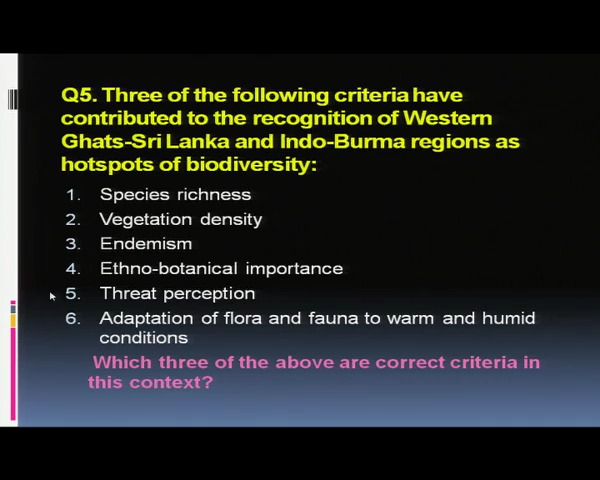 Q5. Three of the following criteria have
contributed to the recognition of Western
Ghats-Sri Lanka and Indo-Burma regions as
hotspots of biodiversity:
1. Species richness
2. Vegetation density
3. Endemism
4. Ethno-botanical importance
5. Threat perception
6. Adaptation of flora and fauna to warm and humid
conditions
Which three of the above are correct criteria in
this context?